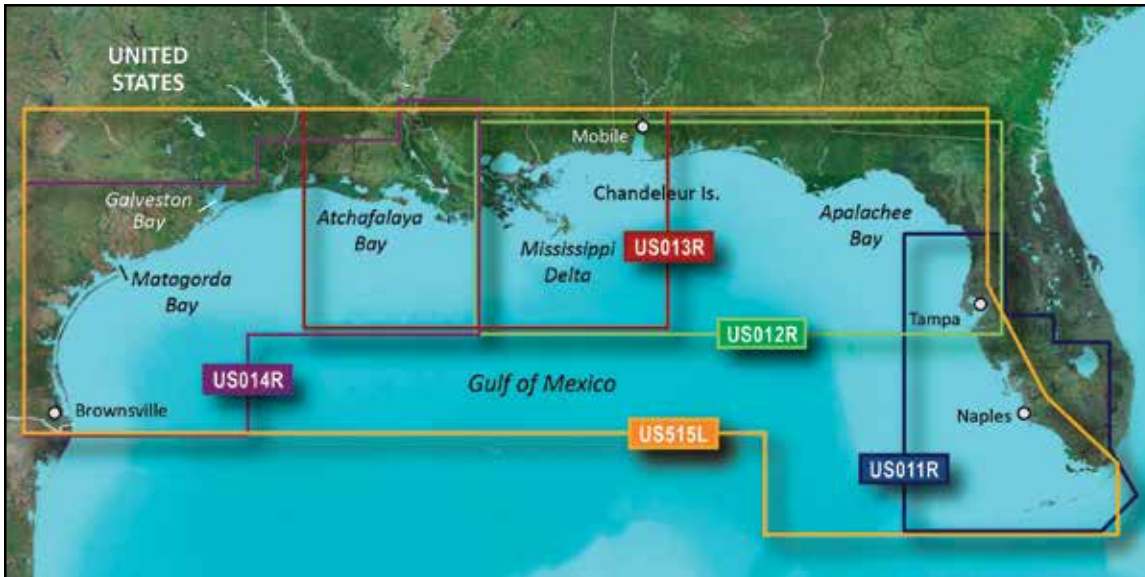 UNITED
STATES
Mobile
Galveston
Bay
Chandeleur Is.
Atchafalaya
Bay
Apalachee
Bay
Mississippi
Delta
US013R
Matagorda
Bay
Tampa
US012R
US014R
Gulf of Mexico
Brownsville
Naples
US515L
US011R